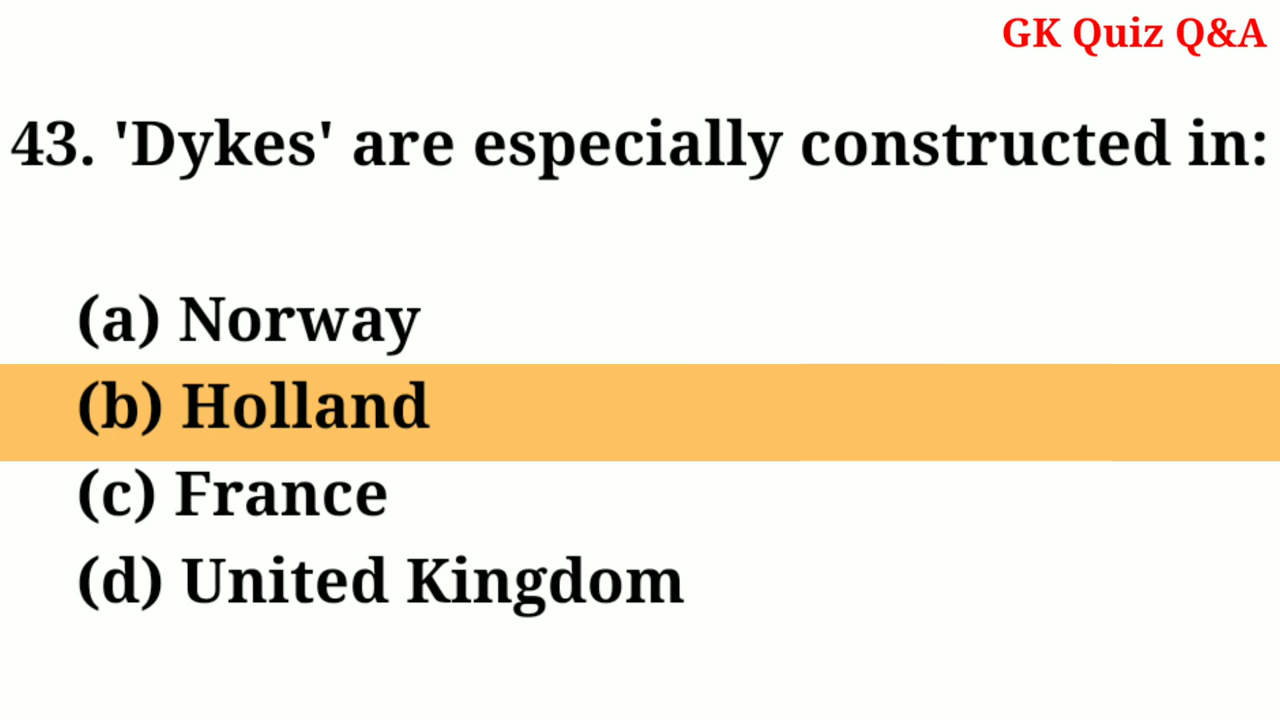 GK Quiz Q&A
43. 'Dykes' are especially constructed in:
(a) Norway
(b) Holland
(c) France
(d) United Kingdom